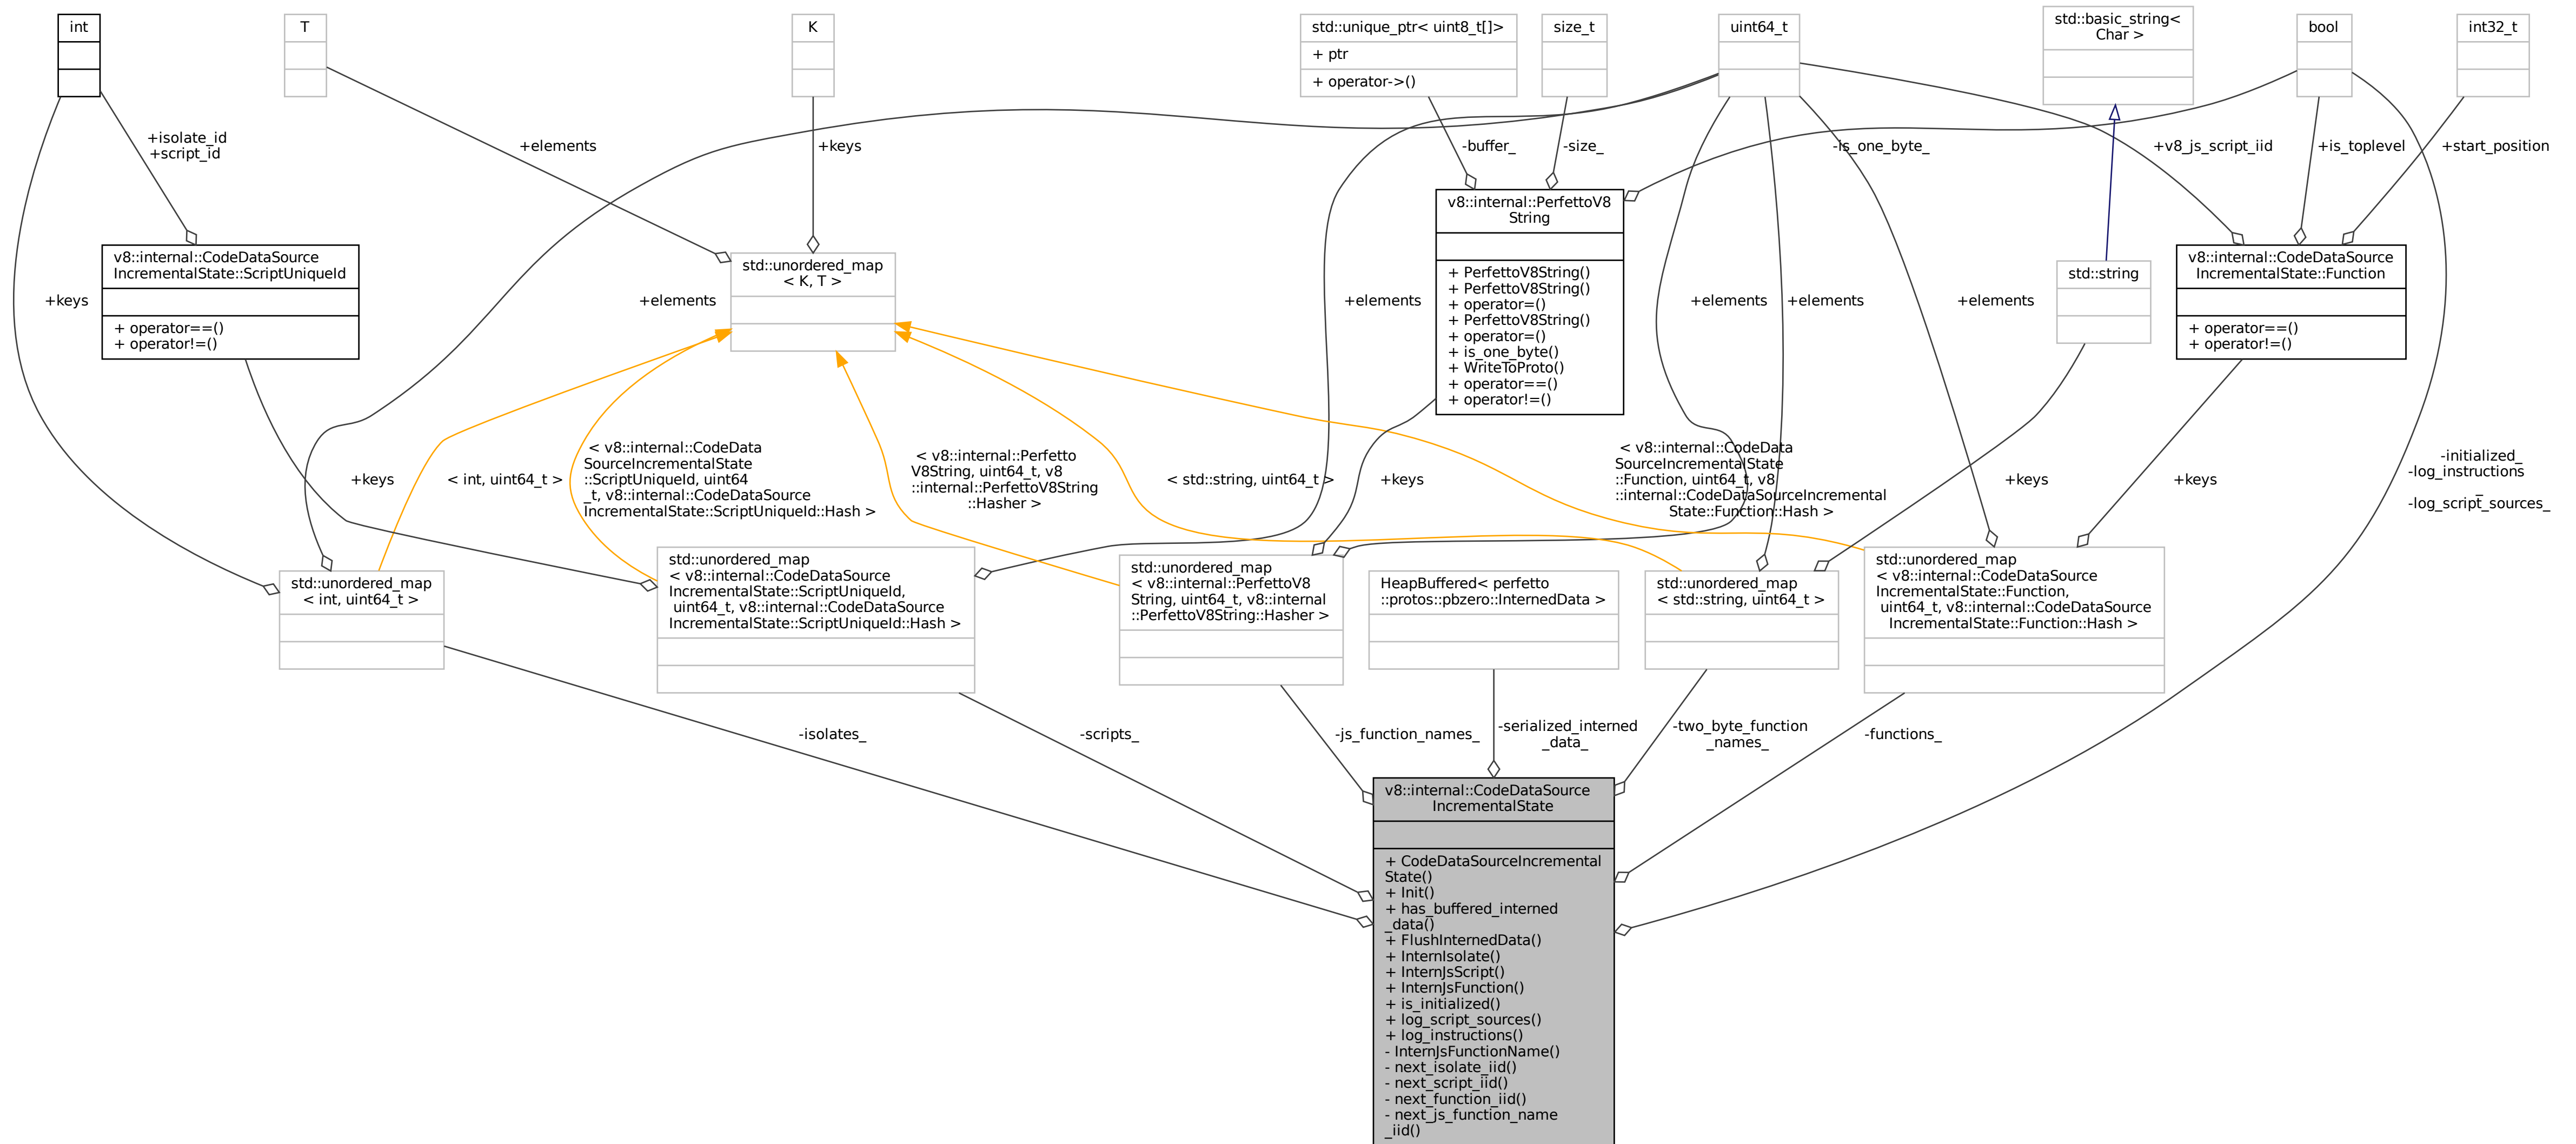 int
T
K
std::unique_ptr< uint8_t[]>
+ ptr
+ operator->()
size_t
uint64_t
std::basic_string<
Char >
bool
int32_t
+isolate_id
+script_id
+elements
+keys
-buffer_
-size_
-is_one_byte_
+v8_js_script_iid
+is_toplevel
+start_position
v8::internal::CodeDataSource
IncrementalState::ScriptUniqueId
+ operator==()
+ operator!=()
std::unordered_map
< K, T >
v8::internal::PerfettoV8
String
+ PerfettoV8String()
+ PerfettoV8String()
+ operator=()
+ PerfettoV8String()
+ operator=()
+ is_one_byte()
+ WriteToProto()
+ operator==()
+ operator!=()
std::string
v8::internal::CodeDataSource
IncrementalState::Function
+ operator==()
+ operator!=()
+keys
+elements
+elements
+elements
+elements
+elements
+keys
< int, uint64_t >
< v8::internal::CodeData
SourceIncrementalState
::ScriptUniqueId, uint64
_t, v8::internal::CodeDataSource
IncrementalState::ScriptUniqueId::Hash >
< v8::internal::Perfetto
V8String, uint64_t, v8
::internal::PerfettoV8String
::Hasher >
< std::string, uint64_t >
+keys
< v8::internal::CodeData
SourceIncrementalState
::Function, uint64_t, v8
::internal::CodeDataSourceIncremental
State::Function::Hash >
+keys
+keys
-initialized_
-log_instructions
_
-log_script_sources_
std::unordered_map
< int, uint64_t >
std::unordered_map
< v8::internal::CodeDataSource
IncrementalState::ScriptUniqueId,
uint64_t, v8::internal::CodeDataSource
IncrementalState::ScriptUniqueId::Hash >
std::unordered_map
< v8::internal::PerfettoV8
String, uint64_t, v8::internal
::PerfettoV8String::Hasher >
HeapBuffered< perfetto
::protos::pbzero::InternedData >
std::unordered_map
< std::string, uint64_t >
std::unordered_map
< v8::internal::CodeDataSource
IncrementalState::Function,
uint64_t, v8::internal::CodeDataSource
IncrementalState::Function::Hash >
-isolates_
-scripts_
-js_function_names_
-serialized_interned
_data_
-two_byte_function
_names_
-functions_
v8::internal::CodeDataSource
IncrementalState
+ CodeDataSourceIncremental
State()
+ Init()
+ has_buffered_interned
_data()
+ FlushInternedData()
+ InternIsolate()
+ InternJsScript()
+ InternJsFunction()
+ is_initialized()
+ log_script_sources()
+ log_instructions()
- InternJsFunctionName()
- next_isolate_iid()
- next_script_iid()
- next_function_iid()
- next_js_function_name
_iid()